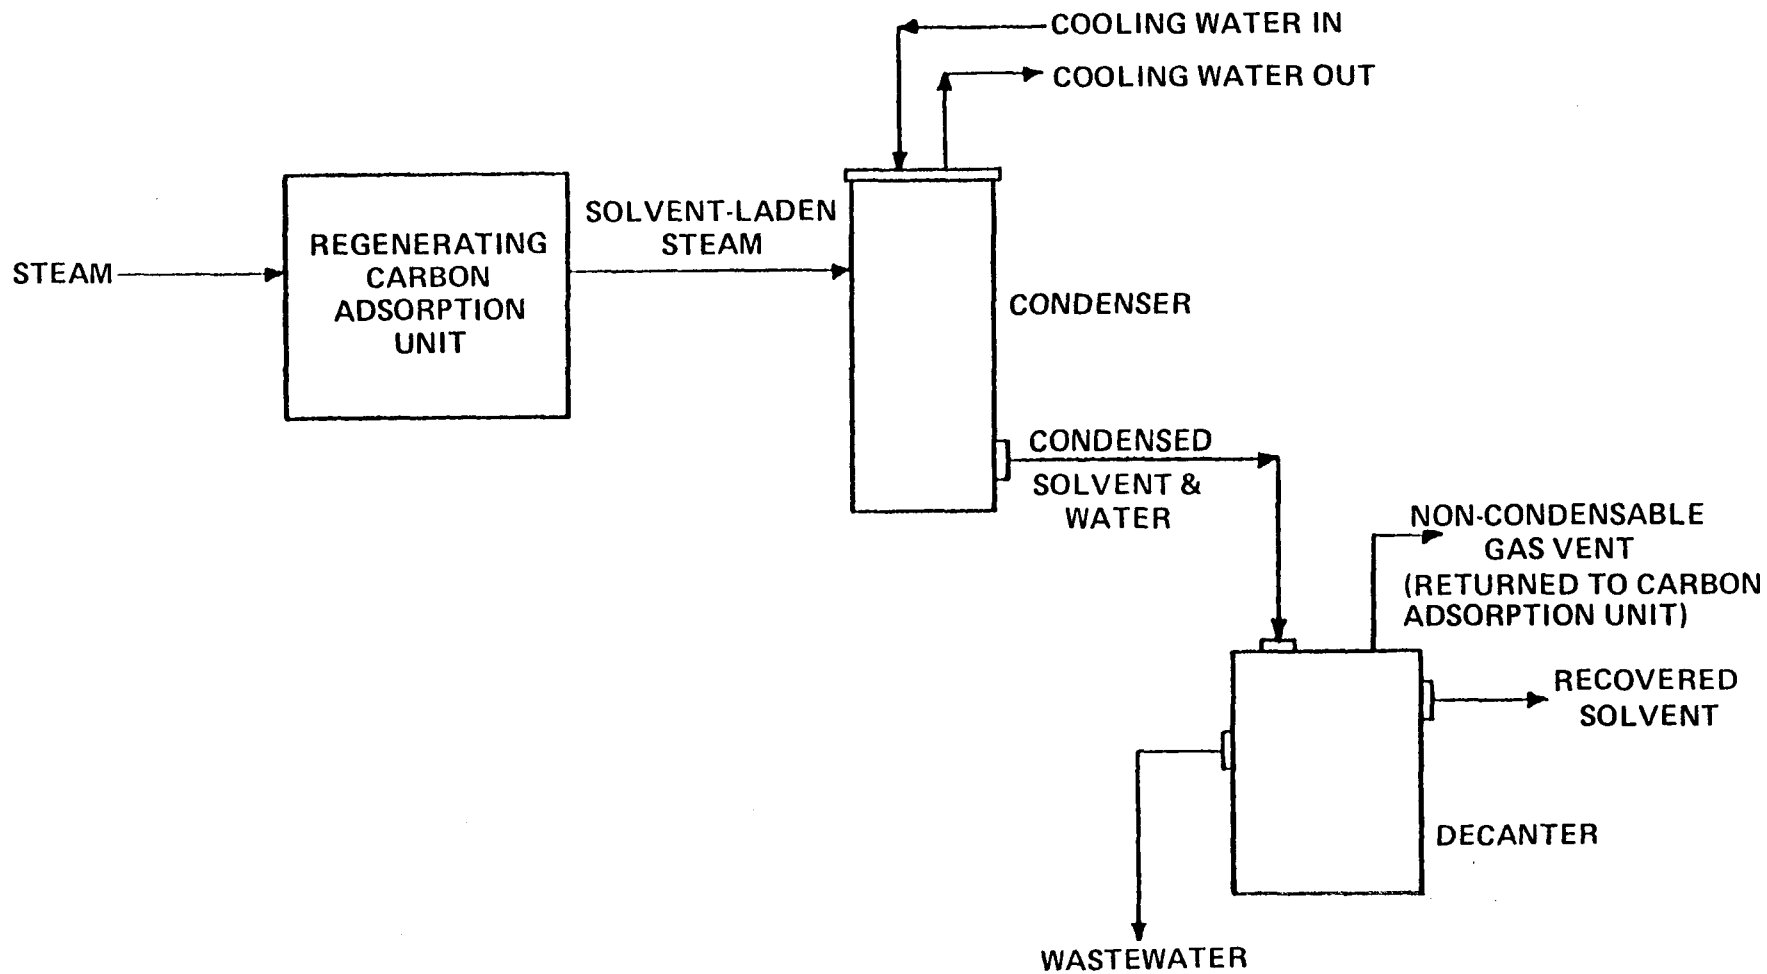 COOLING WATER IN
COOLING WATER OUT
SOLVENT-LADEN
STEAM
REGENERATING
CARBON
ADSORPTION
UNIT
STEAM
CONDENSER
CONDENSED
SOLVENT &
WATER
NON-CONDENSABLE
GAS VENT
(RETURNED TO CARBON
ADSORPTION UNIT)
RECOVERED
SOLVENT
DECANTER
WASTEWATER